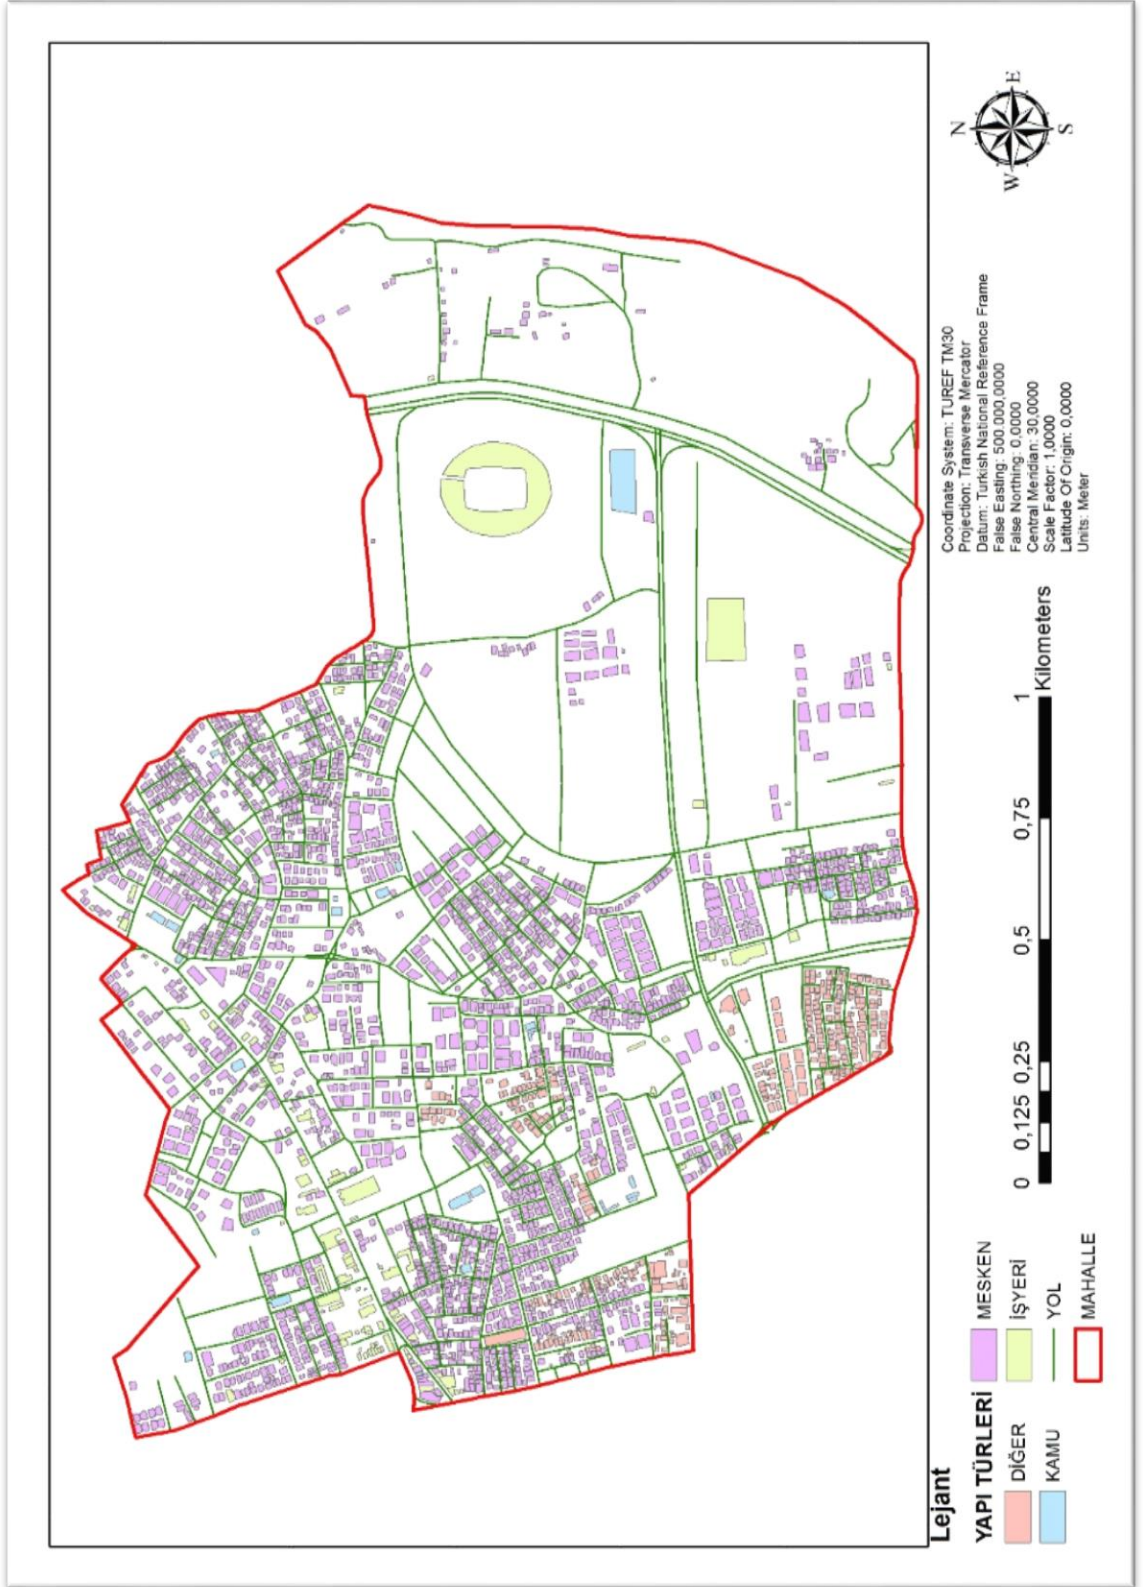 Lejant
YAPI TÜRLERİ
DİĞER
KAMU
MESKEN
İŞYERİ
YOL
MAHALLE
0 0,125 0,25 0,5 0,75 1
Kilometers
Coordinate System: TUREF TM30
Projection: Transverse Mercator
Datum: Turkish National Reference Frame
False Easting: 500.000,0000
False Northing: 0,0000
Central Meridian: 30,0000
Scale Factor: 1,0000
Latitude Of Origin: 0,0000
Units: Meter
N
W E
S